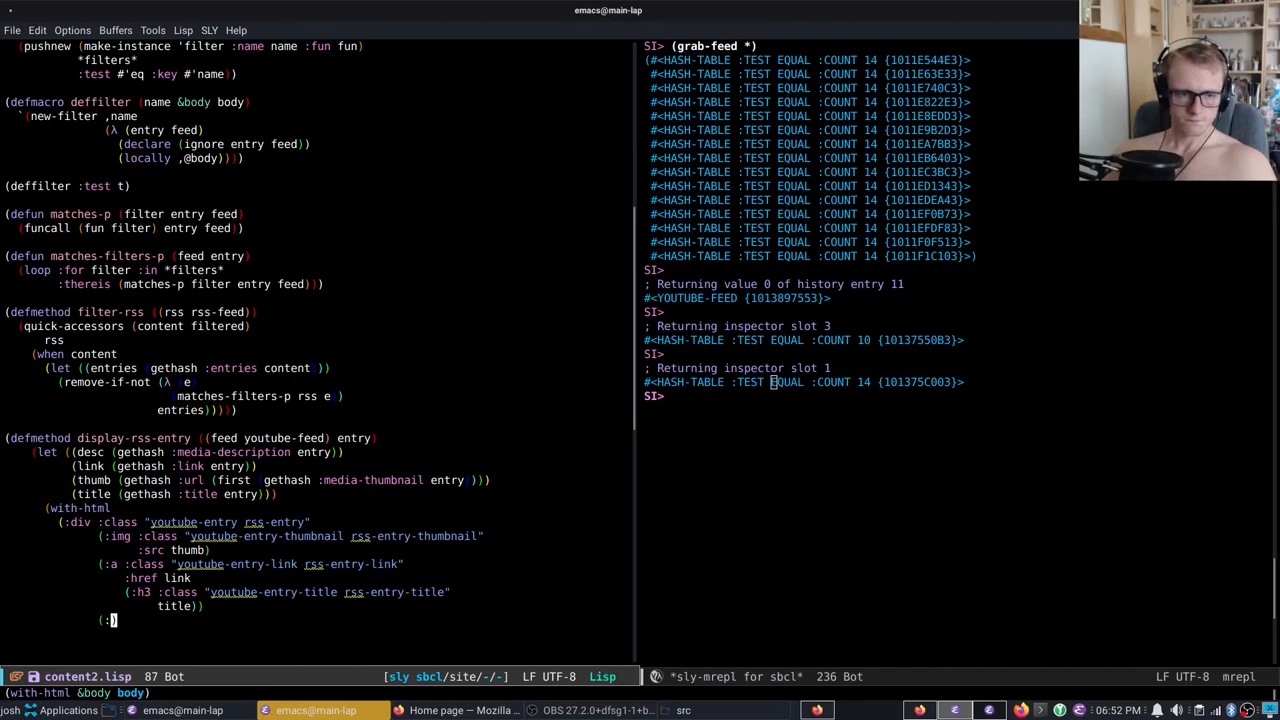 emacs@main-lap
File Edit Options Buffers Tools Lisp SLY Help
(pushnew (make-instance 'filter :name name :fun fun)
*filters*
:test #'eq :key #'name))
(defmacro deffilter (name &body body)
`(new-filter ,name
(λ (entry feed)
(declare (ignore entry feed))
(locally ,@body))))
(deffilter :test t)
(defun matches-p (filter entry feed)
(funcall (fun filter) entry feed))
(defun matches-filters-p (feed entry)
(loop :for filter :in *filters*
:thereis (matches-p filter entry feed)))
(defmethod filter-rss ((rss rss-feed))
(quick-accessors (content filtered)
rss
(when content
(let ((entries (gethash :entries content)))
(remove-if-not (λ (e)
(matches-filters-p rss e))
entries)))))
(defmethod display-rss-entry ((feed youtube-feed) entry)
(let ((desc (gethash :media-description entry))
(link (gethash :link entry))
(thumb (gethash :url (first (gethash :media-thumbnail entry))))
(title (gethash :title entry)))
(with-html
(:div :class "youtube-entry rss-entry"
(:img :class "youtube-entry-thumbnail rss-entry-thumbnail"
:src thumb)
(:a :class "youtube-entry-link rss-entry-link"
:href link
(:h3 :class "youtube-entry-title rss-entry-title"
title))
(:)
content2.lisp 87 Bot [sly sbcl/site/-/-] LF UTF-8 Lisp
(with-html &body body)
SI> (grab-feed *)
(#<HASH-TABLE :TEST EQUAL :COUNT 14 {1011E544E3}>
#<HASH-TABLE :TEST EQUAL :COUNT 14 {1011E63E33}>
#<HASH-TABLE :TEST EQUAL :COUNT 14 {1011E740C3}>
#<HASH-TABLE :TEST EQUAL :COUNT 14 {1011E822E3}>
#<HASH-TABLE :TEST EQUAL :COUNT 14 {1011E8EDD3}>
#<HASH-TABLE :TEST EQUAL :COUNT 14 {1011E9B2D3}>
#<HASH-TABLE :TEST EQUAL :COUNT 14 {1011EA7BB3}>
#<HASH-TABLE :TEST EQUAL :COUNT 14 {1011EB6403}>
#<HASH-TABLE :TEST EQUAL :COUNT 14 {1011EC3BC3}>
#<HASH-TABLE :TEST EQUAL :COUNT 14 {1011ED1343}>
#<HASH-TABLE :TEST EQUAL :COUNT 14 {1011EDEA43}>
#<HASH-TABLE :TEST EQUAL :COUNT 14 {1011EF0B73}>
#<HASH-TABLE :TEST EQUAL :COUNT 14 {1011EFDF83}>
#<HASH-TABLE :TEST EQUAL :COUNT 14 {1011F0F513}>
#<HASH-TABLE :TEST EQUAL :COUNT 14 {1011F1C103}>)
SI>
; Returning value 0 of history entry 11
#<YOUTUBE-FEED {1013897553}>
SI>
; Returning inspector slot 3
#<HASH-TABLE :TEST EQUAL :COUNT 10 {10137550B3}>
SI>
; Returning inspector slot 1
#<HASH-TABLE :TEST EQUAL :COUNT 14 {101375C003}>
SI>
*sly-mrepl for sbcl* 236 Bot LF UTF-8 mrepl
josh Applications emacs@main-lap emacs@main-lap Home page — Mozilla ... OBS 27.2.0+dfsg1-1+b... src 06:52 PM